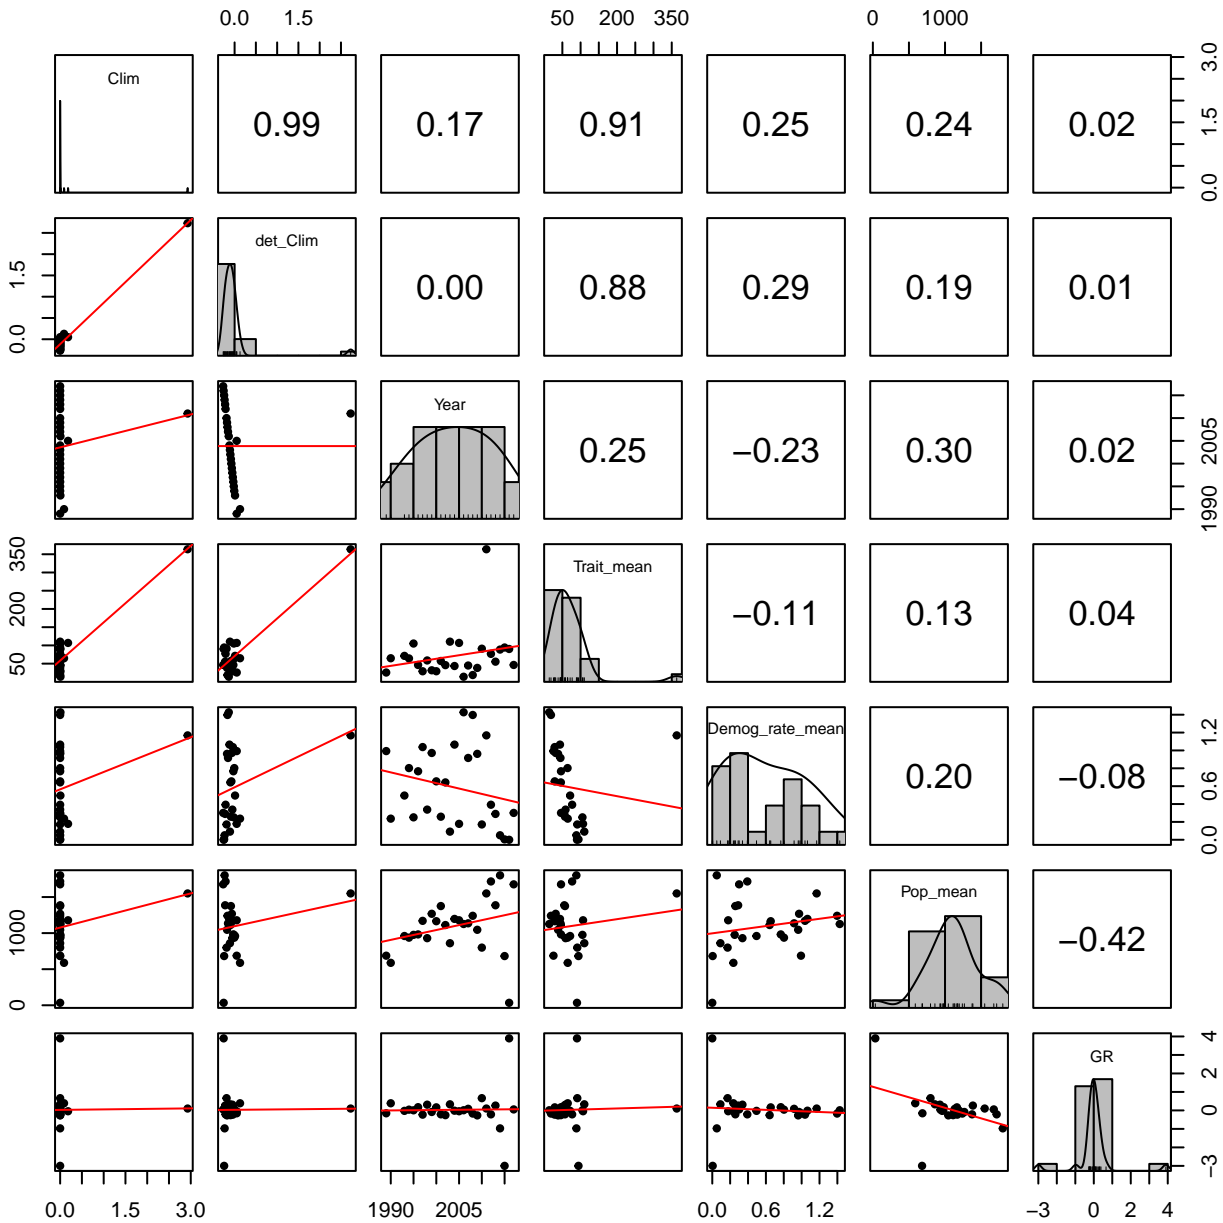 0.0 1.5 50 200 350 0 1000
Clim 0.99 0.17 0.91 0.25 0.24 0.02 0.0 1.5 3.0
0.0 1.5 det_Clim 0.00 0.88 0.29 0.19 0.01
Year 0.25 −0.23 0.30 0.02 1990 2005
50 200 350 Trait_mean −0.11 0.13 0.04
Demog_rate_mean 0.20 −0.08 0.0 0.6 1.2
0 1000 Pop_mean −0.42
GR −3 0 2 4
0.0 1.5 3.0 1990 2005 0.0 0.6 1.2 −3 0 2 4